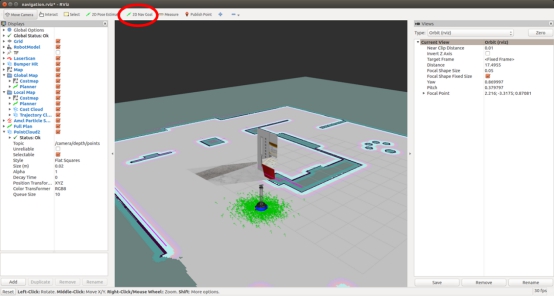 navigation.rviz* - RViz
Move Camera Interact Select 2D Pose Estimate 2D Nav Goal Measure Publish Point
Displays
Global Options
Global Status: Ok
Grid
RobotModel
TF
LaserScan
Bumper Hit
Map
Global Map
Costmap
Planner
Local Map
Costmap
Planner
Cost Cloud
Trajectory Cl...
Amcl Particle S...
Full Plan
PointCloud2
Status: Ok
Topic /camera/depth/points
Unreliable
Selectable
Style Flat Squares
Size (m) 0.02
Alpha 1
Decay Time 0
Position Transfor... XYZ
Color Transformer RGB8
Queue Size 10
Add Duplicate Remove Rename
Views
Type: Orbit (rviz) Zero
Current View Orbit (rviz)
Near Clip Distance 0.01
Invert Z Axis
Target Frame <Fixed Frame>
Distance 17.4955
Focal Shape Size 0.05
Focal Shape Fixed Size
Yaw 0.869997
Pitch 0.379797
Focal Point 2.216; -3.3175; 0.87881
Save Remove Rename
Reset Left-Click: Rotate. Middle-Click: Move X/Y. Right-Click/Mouse Wheel: Zoom. Shift: More options.
30 fps